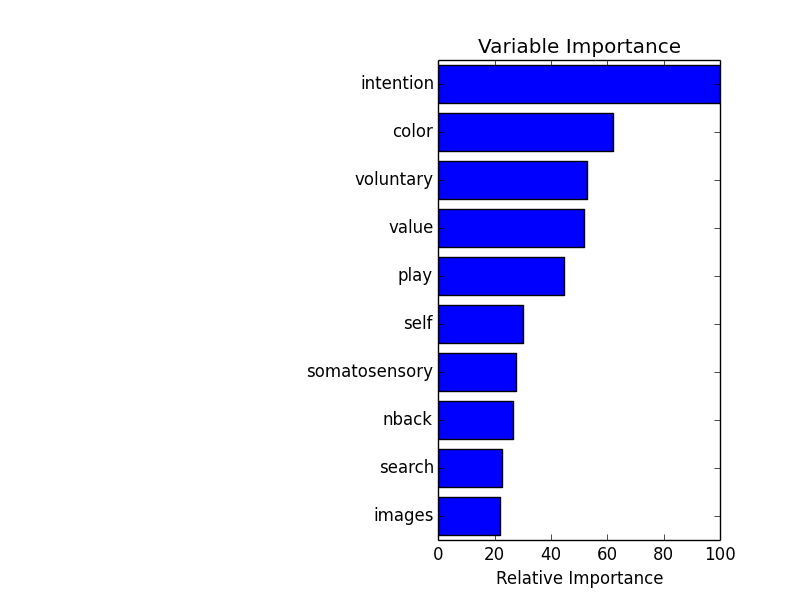 Variable Importance
intention
color
voluntary
value
play
self
somatosensory
nback
search
images
0 20 40 60 80 100
Relative Importance